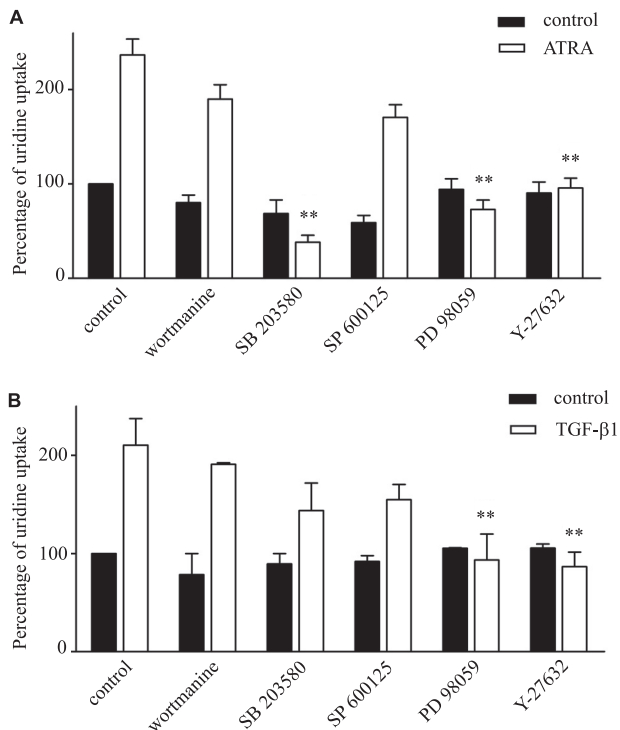 A
control
ATRA
Percentage of uridine uptake
200
100
0
**
**
**
control
wortmanine
SB 203580
SP 600125
PD 98059
Y-27632
B
control
TGF-β1
Percentage of uridine uptake
200
100
0
**
**
control
wortmanine
SB 203580
SP 600125
PD 98059
Y-27632